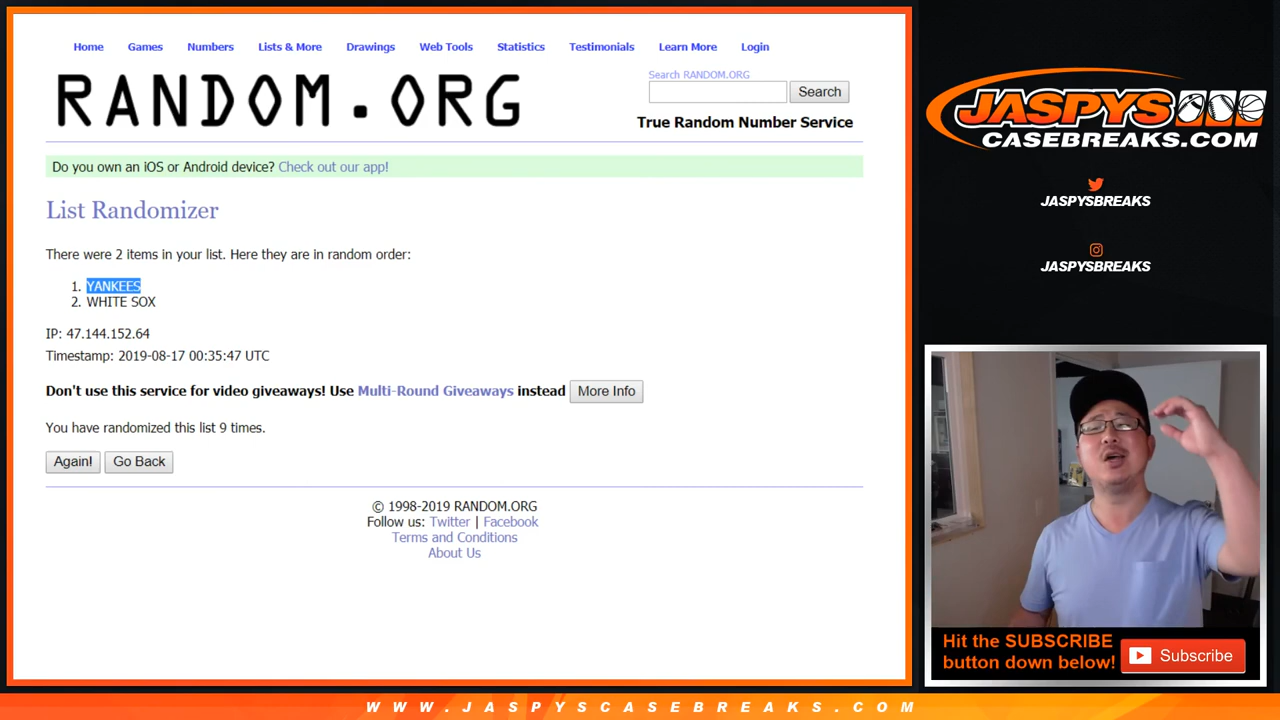 Home Games Numbers Lists & More Drawings Web Tools Statistics Testimonials Learn More Login
RANDOM.ORG
Search RANDOM.ORG
Search
True Random Number Service
Do you own an iOS or Android device? Check out our app!
List Randomizer
There were 2 items in your list. Here they are in random order:
1. YANKEES
2. WHITE SOX
IP: 47.144.152.64
Timestamp: 2019-08-17 00:35:47 UTC
Don't use this service for video giveaways! Use Multi-Round Giveaways instead More Info
You have randomized this list 9 times.
Again! Go Back
© 1998-2019 RANDOM.ORG
Follow us: Twitter | Facebook
Terms and Conditions
About Us
JASPYS
CASEBREAKS.COM
JASPYSBREAKS
JASPYSBREAKS
Hit the SUBSCRIBE
button down below!
Subscribe
WWW.JASPYSCASEBREAKS.COM